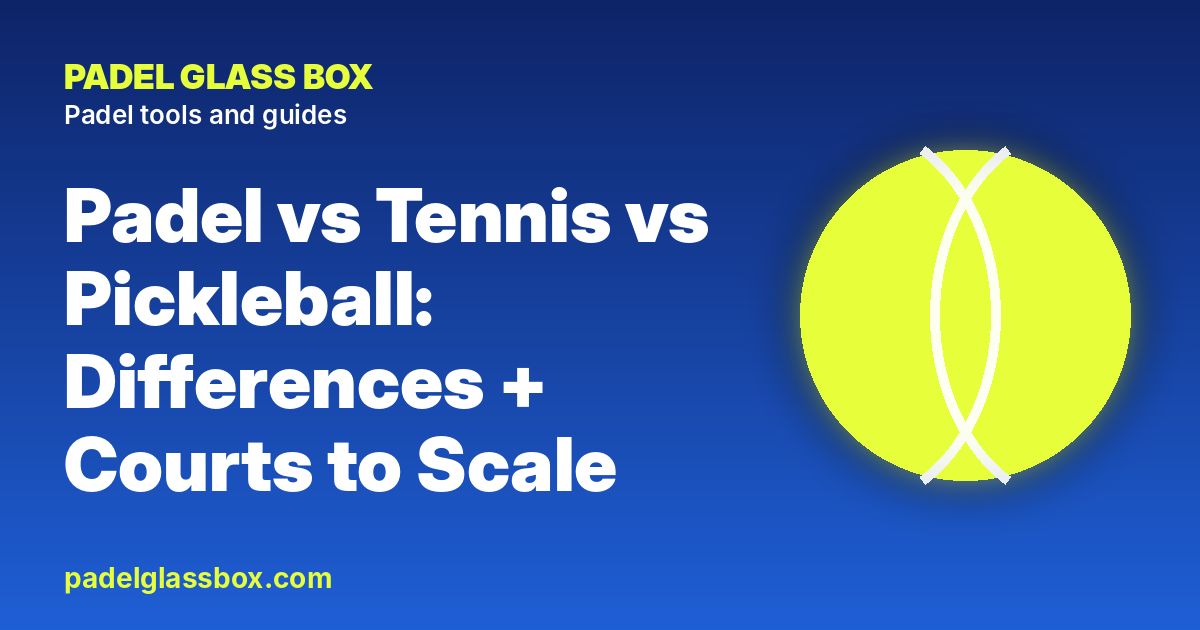 PADEL GLASS BOX
Padel tools and guides
Padel vs Tennis vs
Pickleball:
Differences +
Courts to Scale
padelglassbox.com